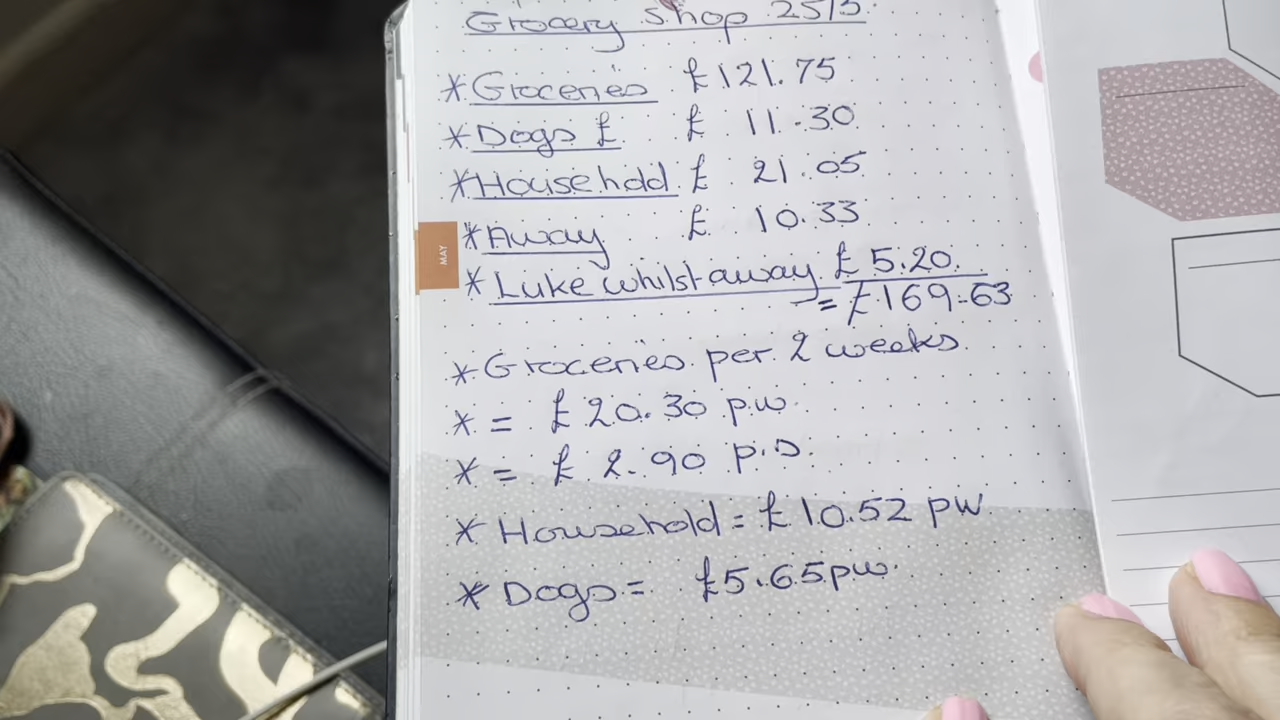 Grocery shop 25/5.
* Groceries £121.75
* Dogs £ £ 11.30
* Household £ 21.05
* Away £ 10.33
* Luke whilst away £5.20.
= £169.63
* Groceries per 2 weeks.
* = £20.30 p.w.
* = £ 2.90 p.D.
* Household = £10.52 pw
* Dogs = £5.65pw.
MAY